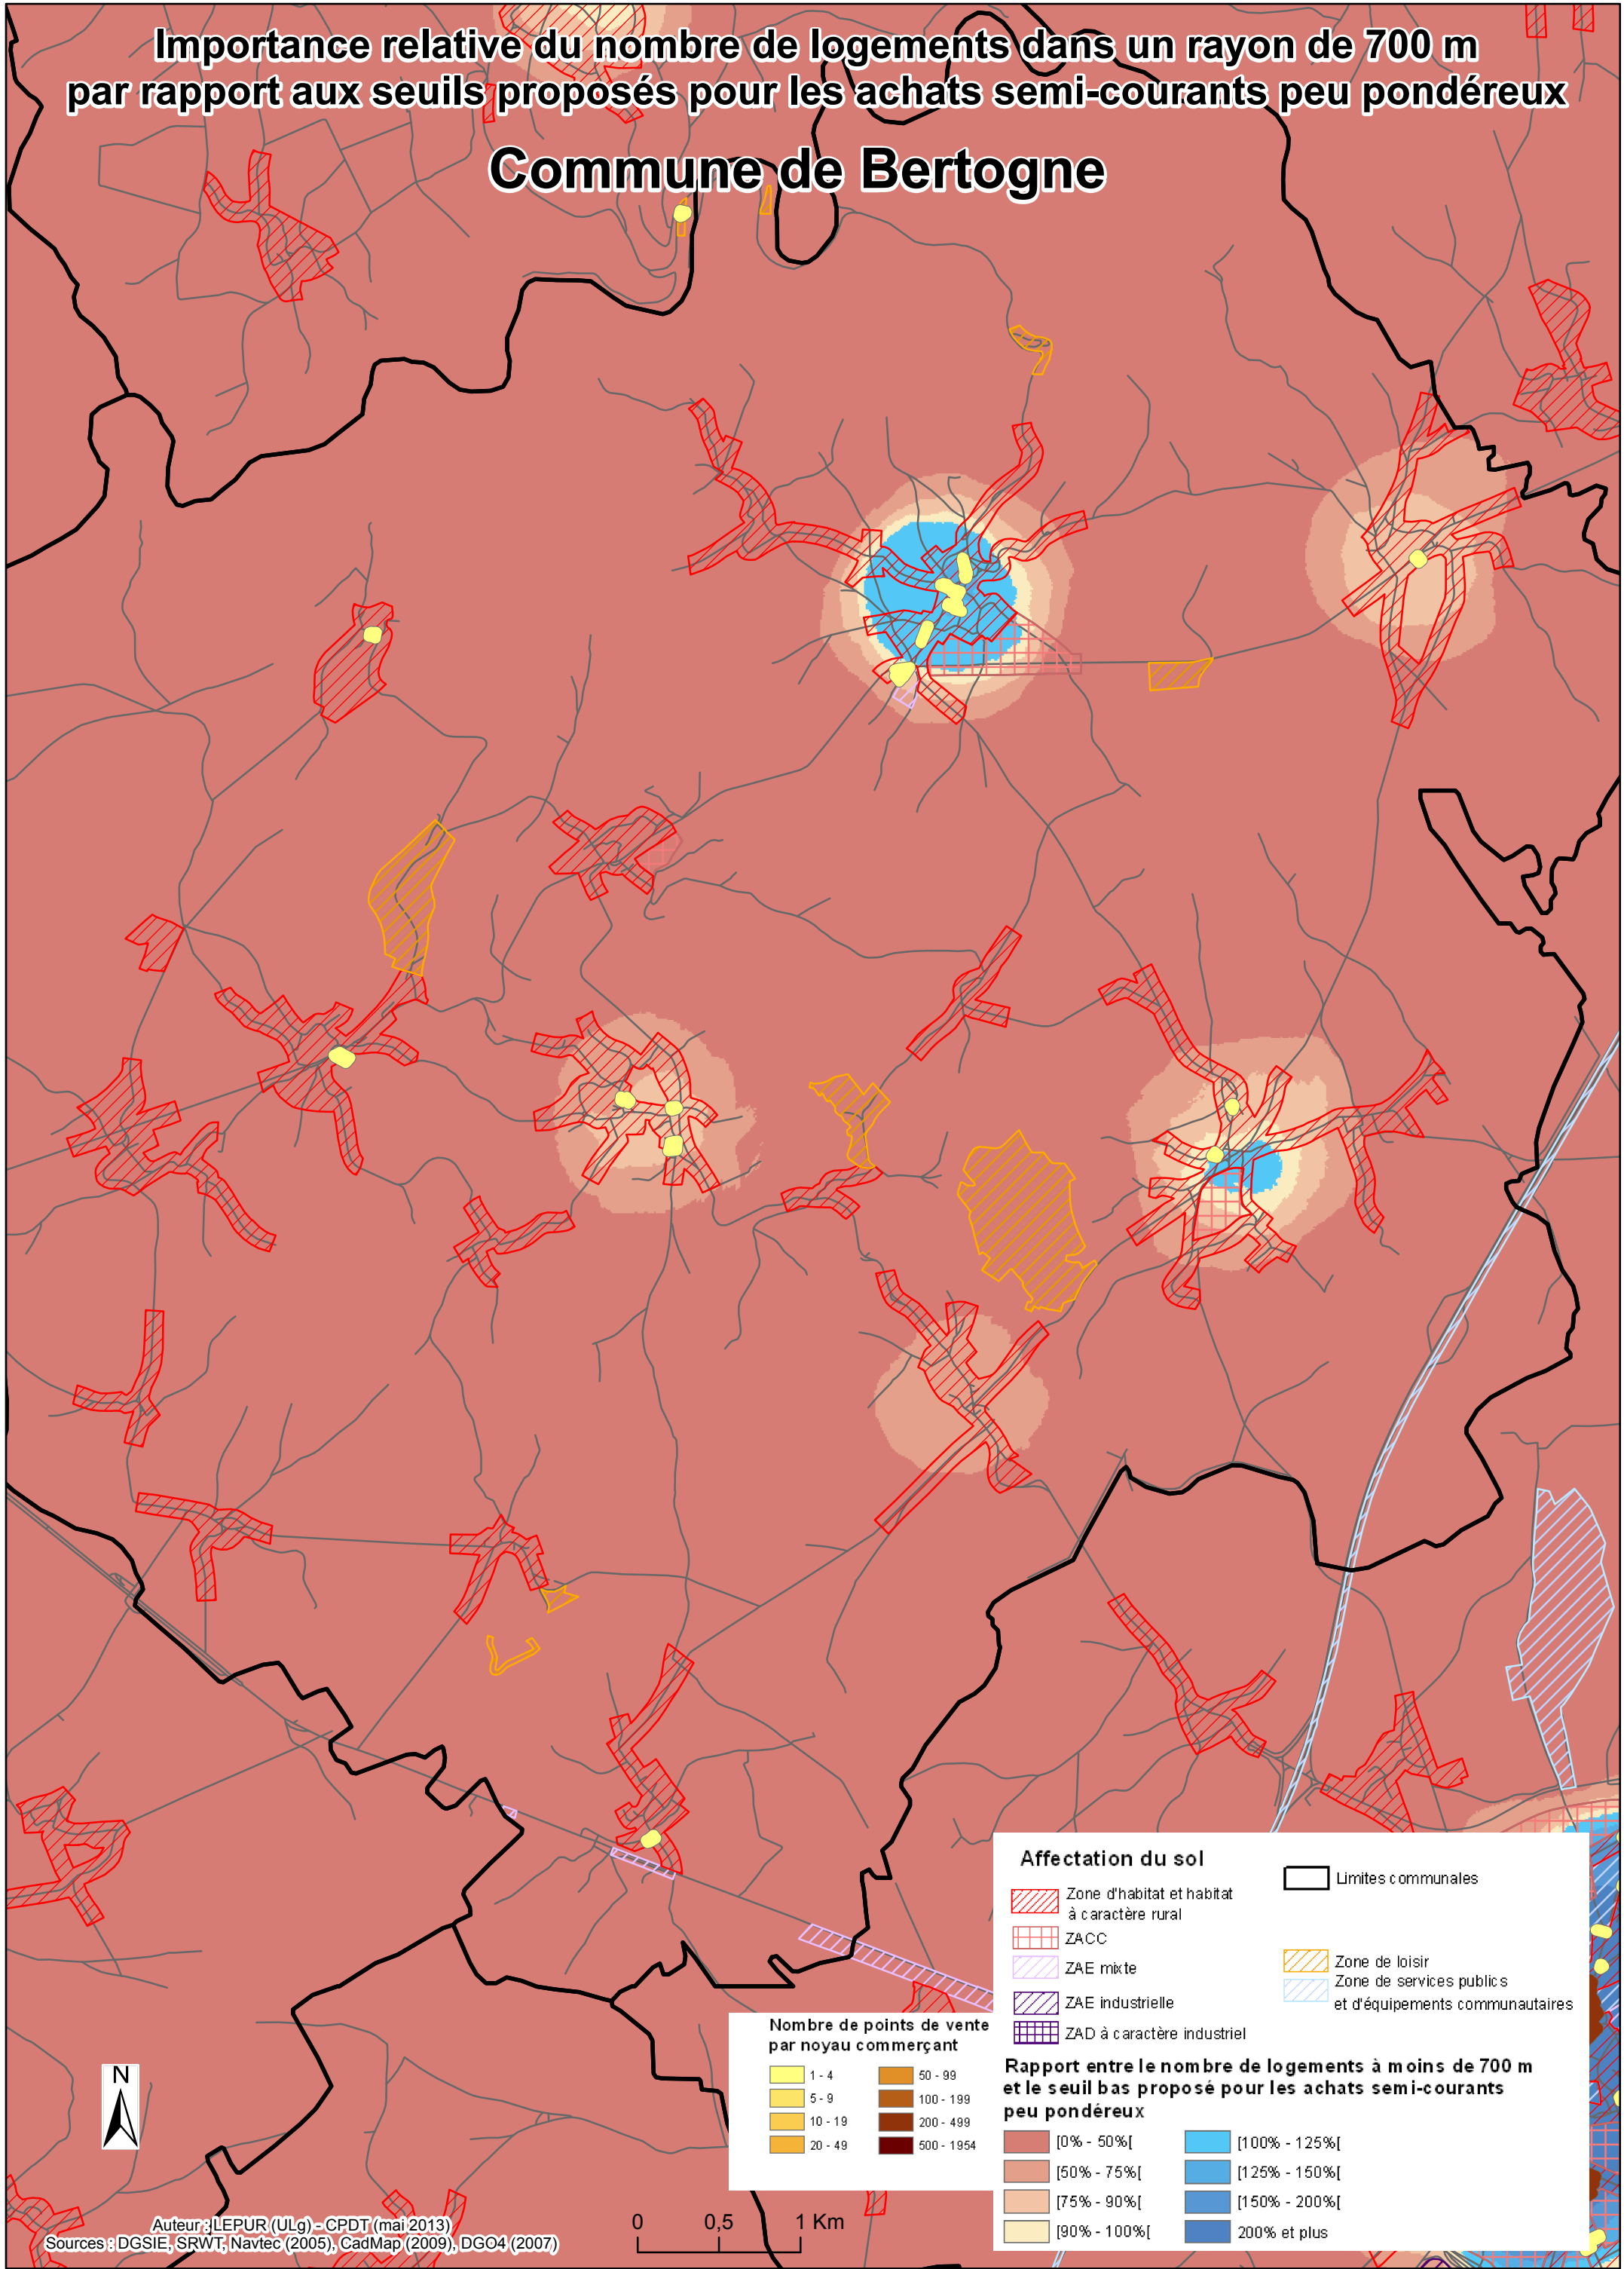 Importance relative du nombre de logements dans un rayon de 700 m
par rapport aux seuils proposés pour les achats semi-courants peu pondéreux
Commune de Bertogne
Affectation du sol
Zone d'habitat et habitat
à caractère rural
ZACC
ZAE mixte
ZAE industrielle
ZAD à caractère industriel
Limites communales
Zone de loisir
Zone de services publics
et d'équipements communautaires
Nombre de points de vente
par noyau commerçant
1 - 4
5 - 9
10 - 19
20 - 49
50 - 99
100 - 199
200 - 499
500 - 1954
Rapport entre le nombre de logements à moins de 700 m
et le seuil bas proposé pour les achats semi-courants
peu pondéreux
[0% - 50%[
[50% - 75%[
[75% - 90%[
[90% - 100%[
[100% - 125%[
[125% - 150%[
[150% - 200%[
200% et plus
N
Auteur : LEPUR (ULg) - CPDT (mai 2013)
Sources : DGSIE, SRWT, Navtec (2005), CadMap (2009), DGO4 (2007)
0 0,5 1 Km